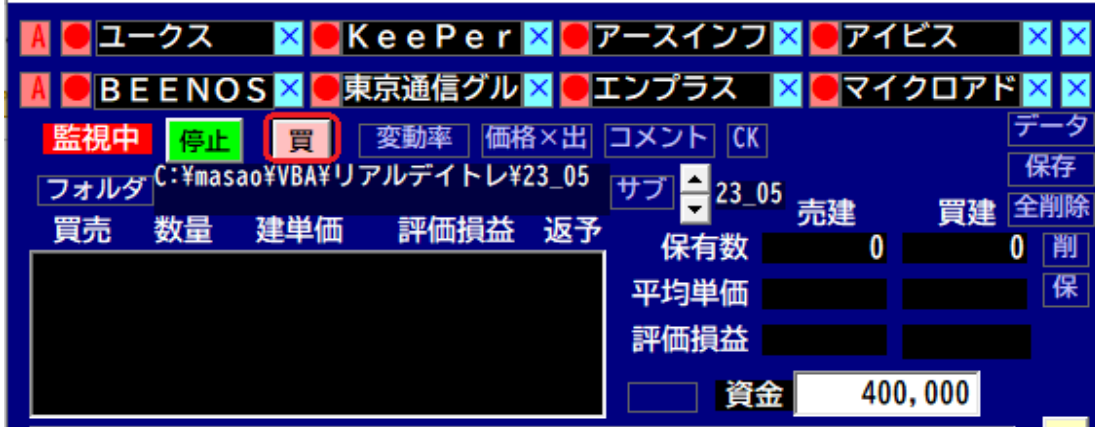 A ユークス × KeePer × アースインフ × アイビス × ×
A BEENOS × 東京通信グル × エンプラス × マイクロアド × ×
監視中 停止 買 変動率 価格×出 コメント CK データ
フォルダ C:¥masao¥VBA¥リアルデイトレ¥23_05 サブ 23_05 保存
買売 数量 建単価 評価損益 返予 売建 買建 全削除
保有数 0 0 削
平均単価 保
評価損益
資金 400,000